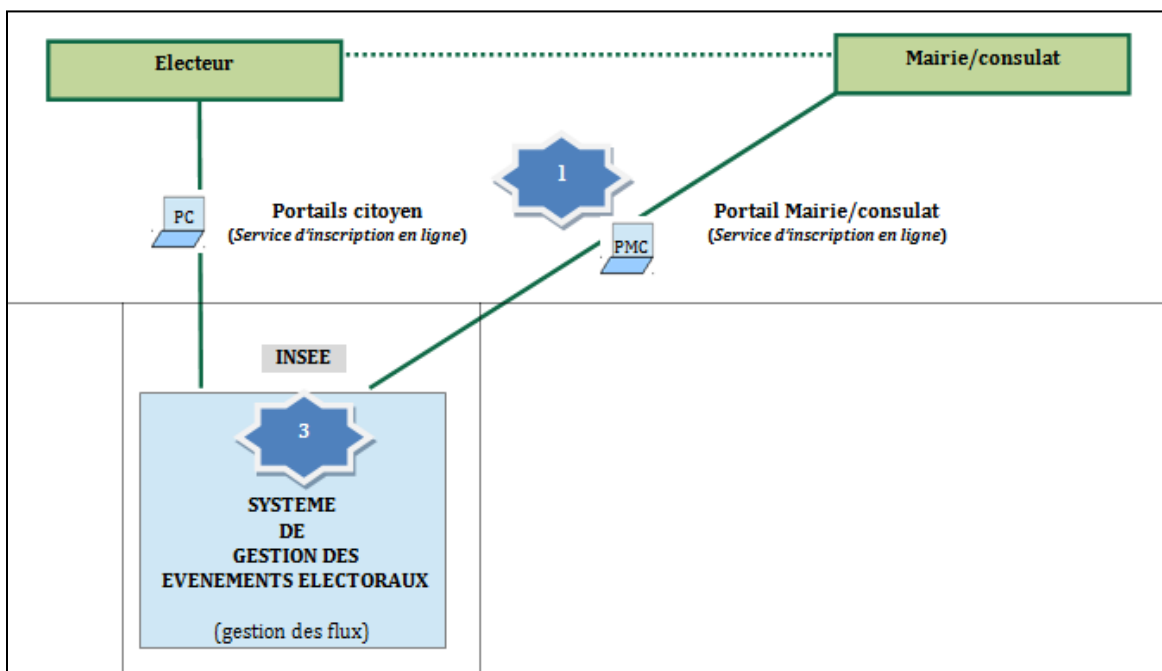 Electeur
Mairie/consulat
1
PC
Portails citoyen
(Service d'inscription en ligne)
PMC
Portail Mairie/consulat
(Service d'inscription en ligne)
INSEE
3
SYSTEME
DE
GESTION DES
EVENEMENTS ELECTORAUX
(gestion des flux)